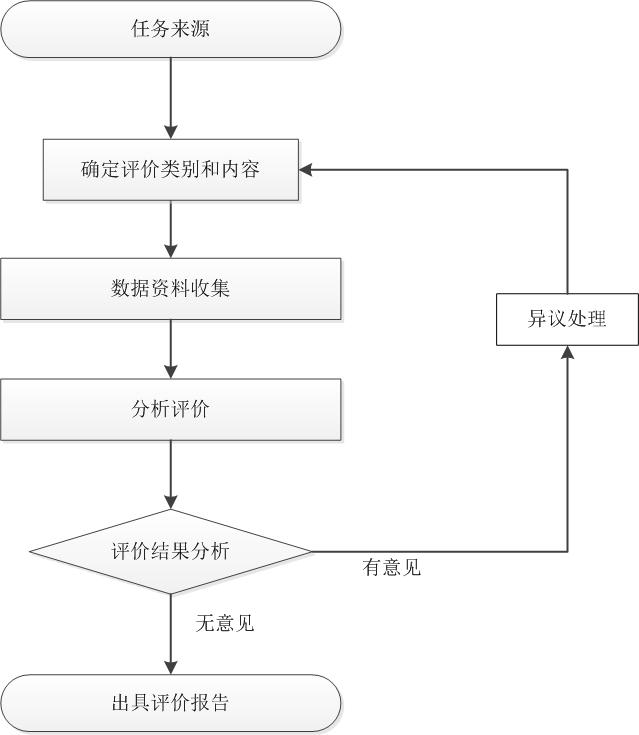 任务来源
确定评价类别和内容
数据资料收集
异议处理
分析评价
评价结果分析
有意见
无意见
出具评价报告